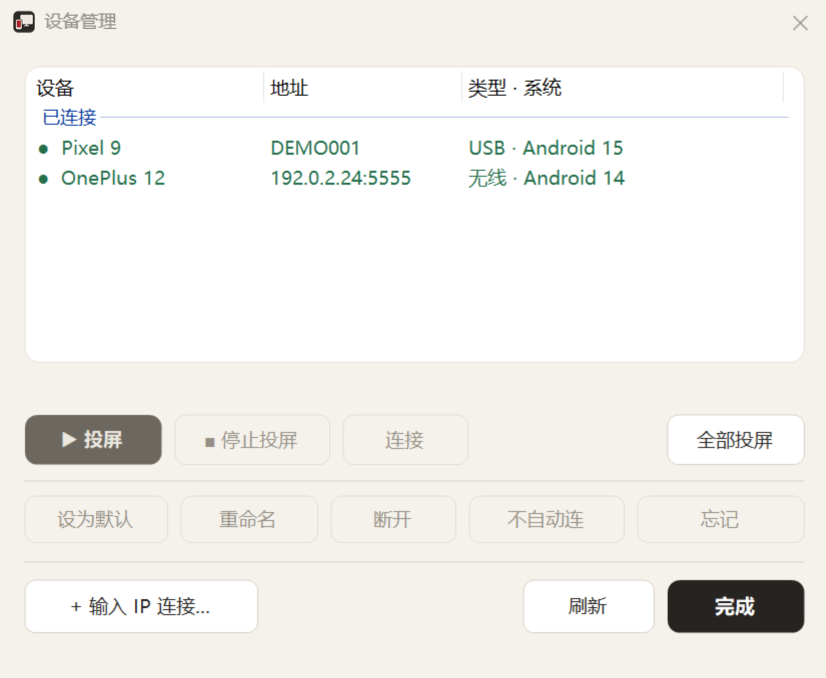 设备管理
设备 地址 类型 · 系统
已连接
● Pixel 9 DEMO001 USB · Android 15
● OnePlus 12 192.0.2.24:5555 无线 · Android 14
▶ 投屏 ■ 停止投屏 连接 全部投屏
设为默认 重命名 断开 不自动连 忘记
+ 输入 IP 连接... 刷新 完成